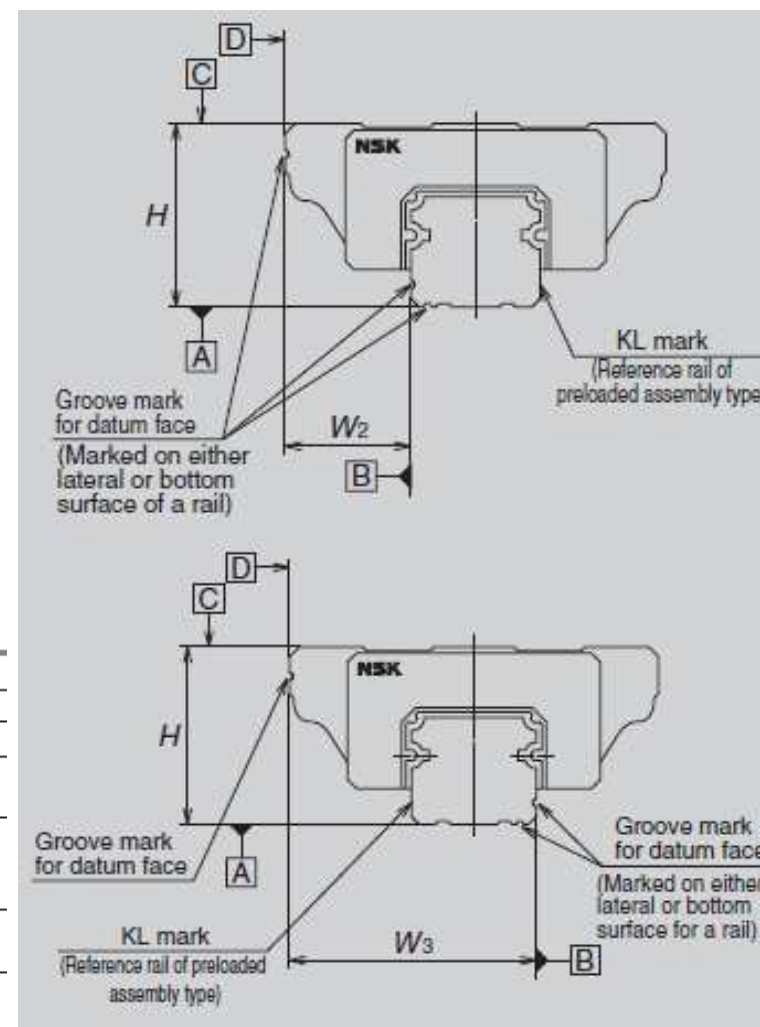 D
C
NSK
H
A
KL mark
(Reference rail of
preloaded assembly type
Groove mark
for datum face
(Marked on either
lateral or bottom
surface of a rail)
W2
B
D
C
NSK
H
Groove mark
for datum face
A
Groove mark
for datum face
(Marked on either
lateral or bottom
surface for a rail)
KL mark
(Reference rail of preloaded
assembly type)
W3
B